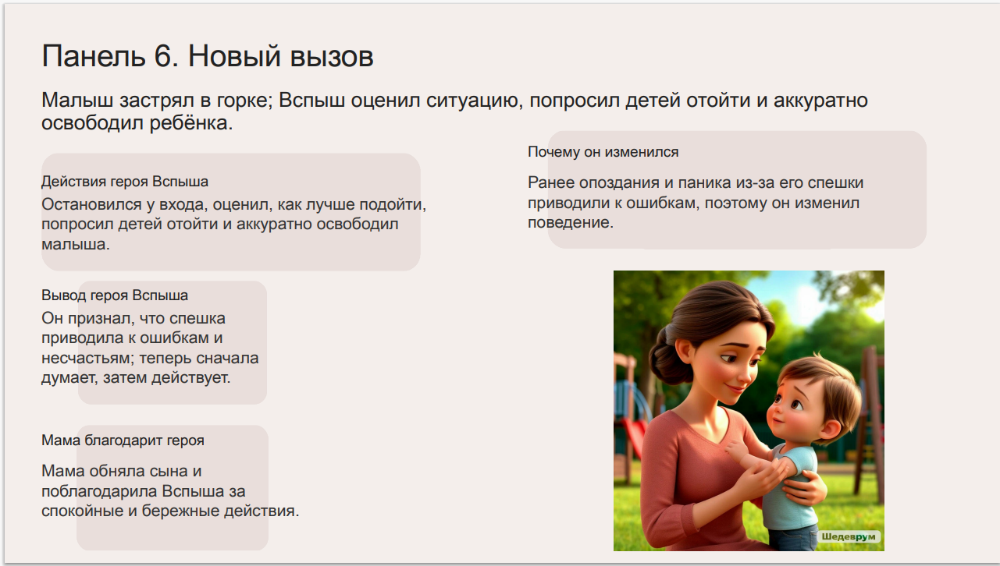 Панель 6. Новый вызов
Малыш застрял в горке; Вспыш оценил ситуацию, попросил детей отойти и аккуратно
освободил ребёнка.
Действия героя Вспыша
Остановился у входа, оценил, как лучше подойти,
попросил детей отойти и аккуратно освободил
малыша.
Почему он изменился
Ранее опоздания и паника из-за его спешки
приводили к ошибкам, поэтому он изменил
поведение.
Вывод героя Вспыша
Он признал, что спешка
приводила к ошибкам и
несчастьям; теперь сначала
думает, затем действует.
Мама благодарит героя
Мама обняла сына и
поблагодарила Вспыша за
спокойные и бережные действия.
Шедеврум